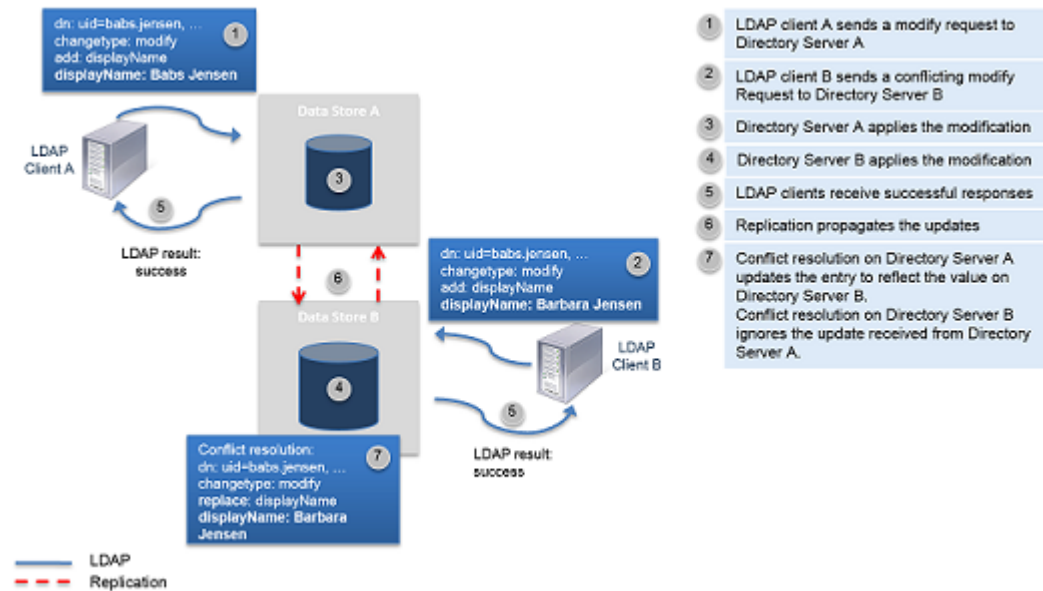 dn: uid=babs.jensen, ...
changetype: modify
add: displayName
displayName: Babs Jensen
1
LDAP
Client A
Data Store A
3
5
LDAP result:
success
6
dn: uid=babs.jensen, ...
changetype: modify
add: displayName
displayName: Barbara Jensen
2
Data Store B
4
LDAP
Client B
5
LDAP result:
success
Conflict resolution:
dn: uid=babs.jensen, ...
changetype: modify
replace: displayName
displayName: Barbara
Jensen
7
LDAP
Replication
1
LDAP client A sends a modify request to
Directory Server A
2
LDAP client B sends a conflicting modify
Request to Directory Server B
3
Directory Server A applies the modification
4
Directory Server B applies the modification
5
LDAP clients receive successful responses
6
Replication propagates the updates
7
Conflict resolution on Directory Server A
updates the entry to reflect the value on
Directory Server B.
Conflict resolution on Directory Server B
ignores the update received from Directory
Server A.